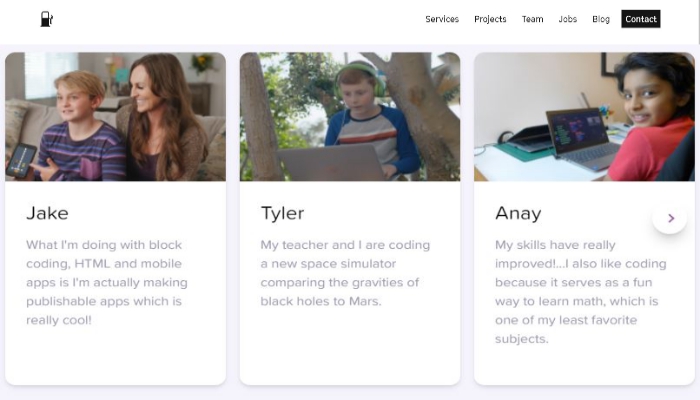 Services Projects Team Jobs Blog Contact
Jake
What I'm doing with block
coding, HTML and mobile
apps is I'm actually making
publishable apps which is
really cool!
Tyler
My teacher and I are coding
a new space simulator
comparing the gravities of
black holes to Mars.
Anay
My skills have really
improved!...I also like coding
because it serves as a fun
way to learn math, which is
one of my least favorite
subjects.